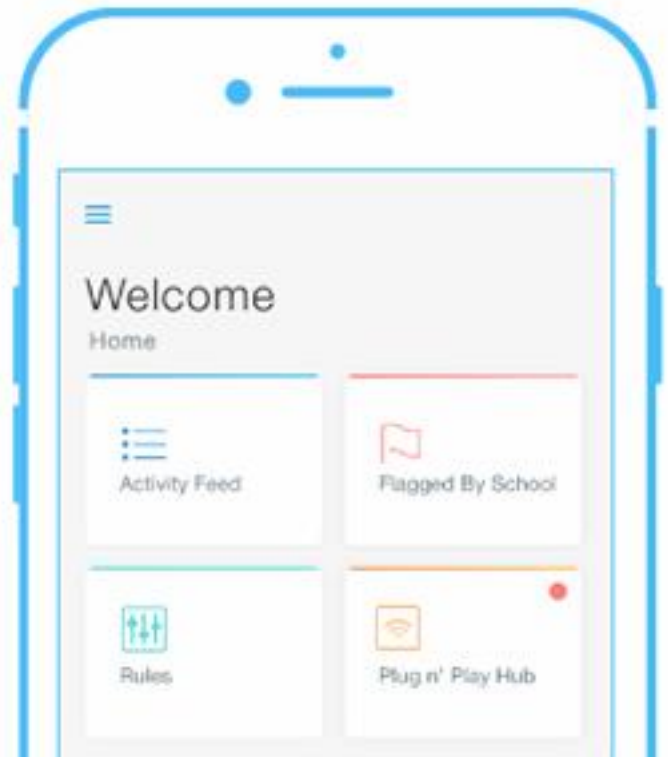 Welcome
Home
Activity Feed
Flagged By School
Rules
Plug n' Play Hub